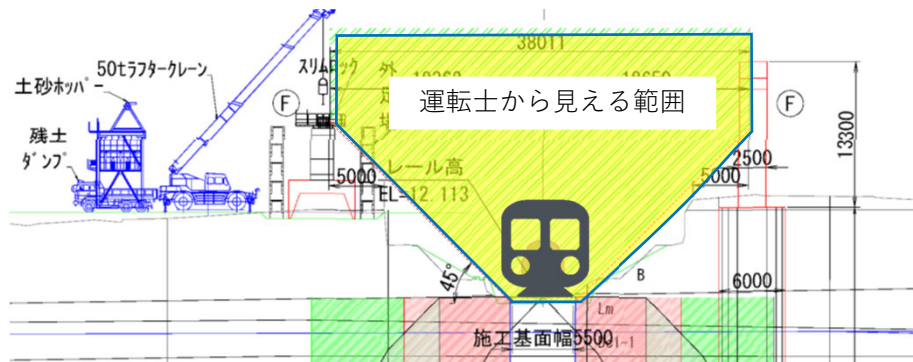 38011
50tラフタークレーン
土砂ホッパー
残土
ダンプ
F
運転士から見える範囲
F
13300
2500
5000
5000
レール高
EL-12.113
45°
B
6000
Lm
施工基面幅5500